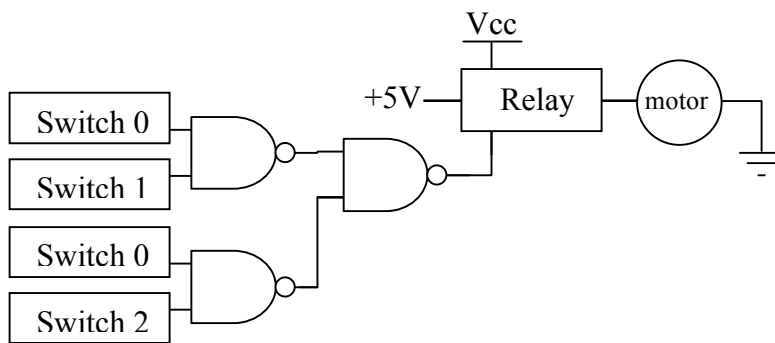 Vcc
+5V
Relay
motor
Switch 0
Switch 1
Switch 0
Switch 2